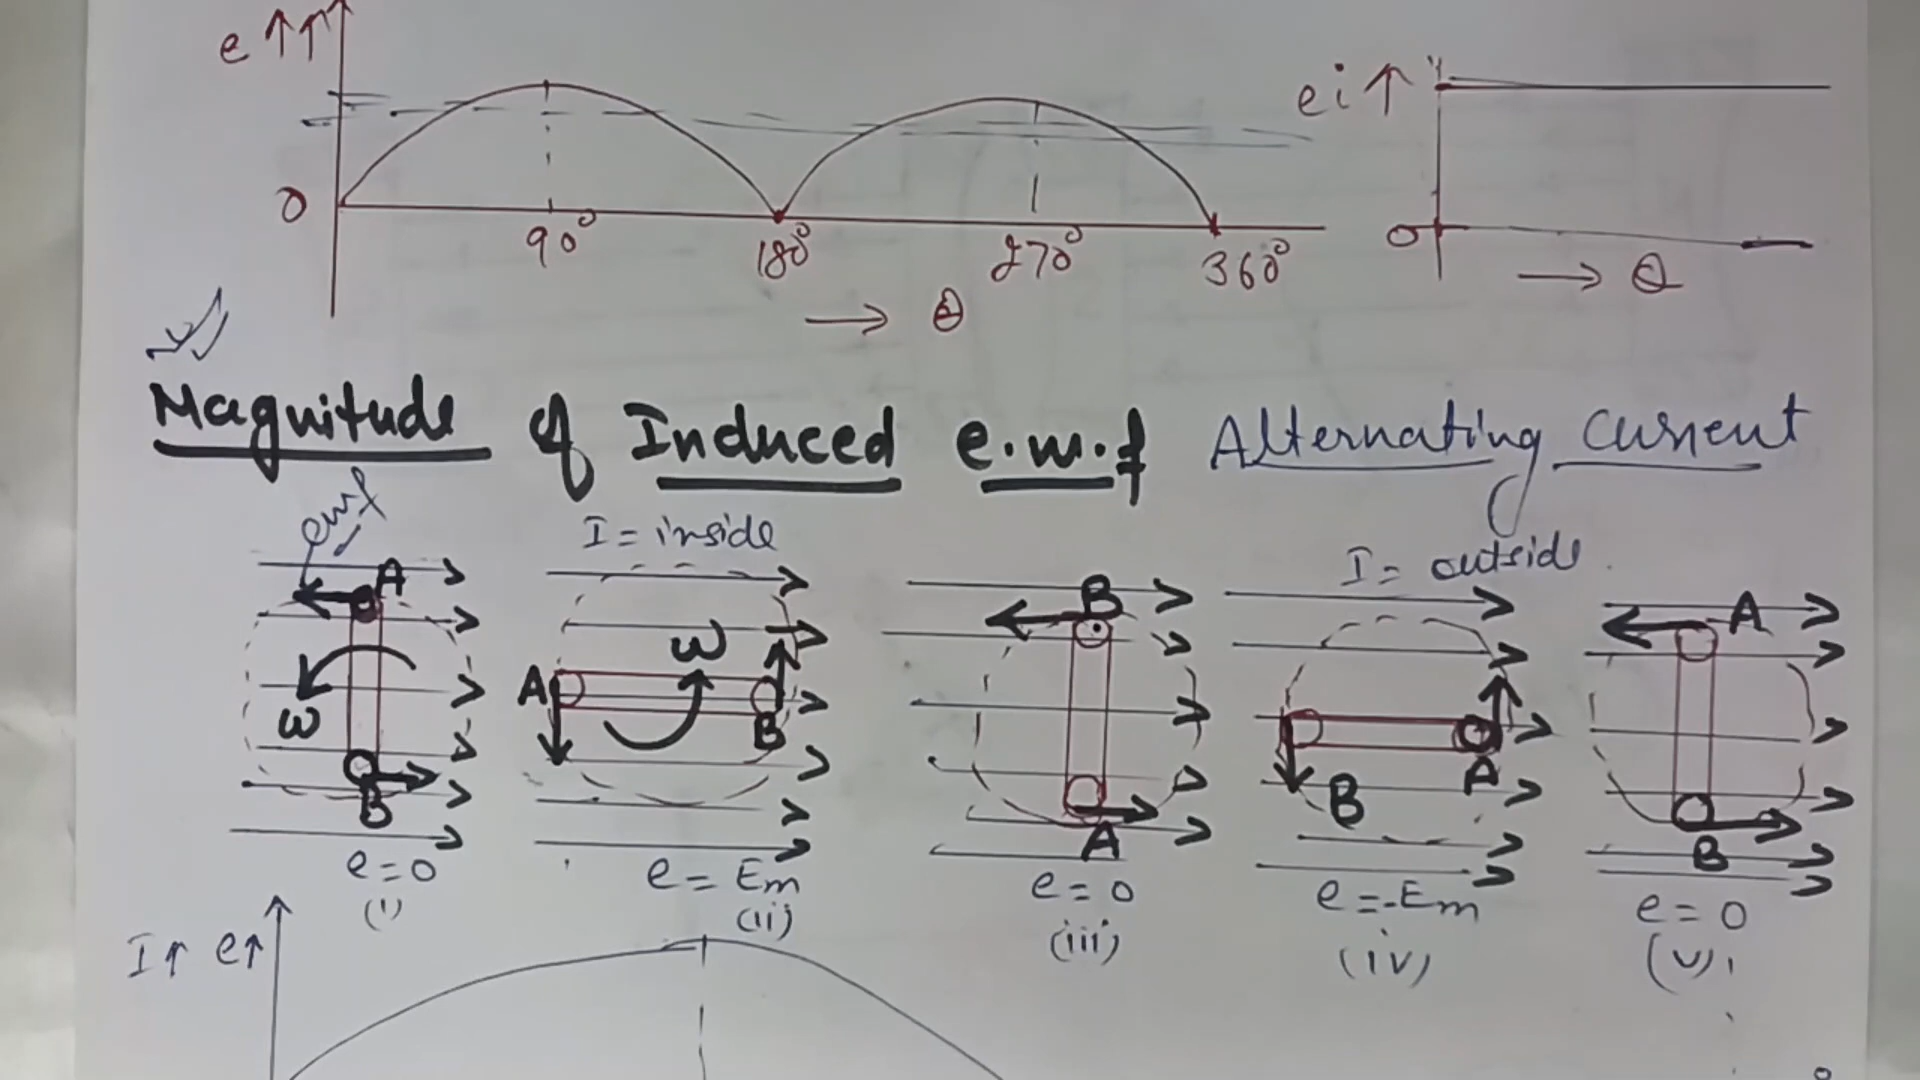 e ↑↑
0
90°
180°
270°
360°
→ θ
ei ↑
0
→ θ
Magnitude of Induced e.m.f Alternating Current
emf
A
ω
B
e = 0
(i)
I = inside
A
ω
B
e = Em
(ii)
B
A
e = 0
(iii)
I = outside
A
B
e = -Em
(iv)
A
B
e = 0
(v)
I↑ e↑